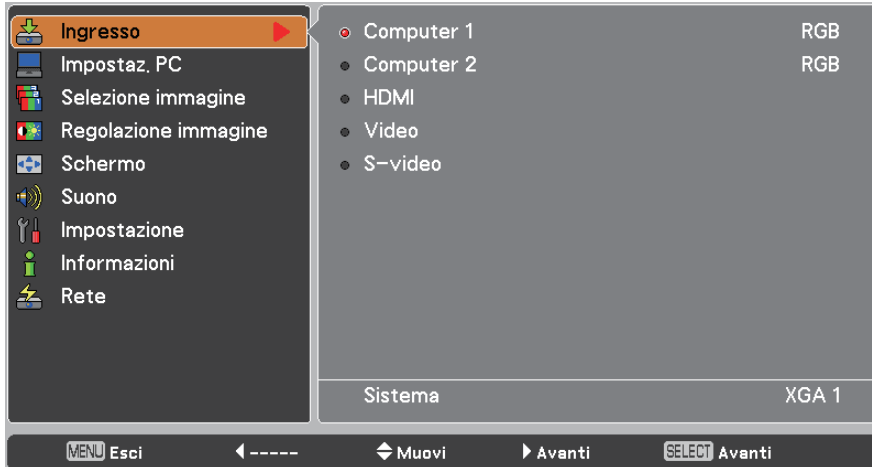 Ingresso
Impostaz. PC
Selezione immagine
Regolazione immagine
Schermo
Suono
Impostazione
Informazioni
Rete
Computer 1 RGB
Computer 2 RGB
HDMI
Video
S-video
Sistema XGA 1
MENU Esci ----- Muovi Avanti SELECT Avanti